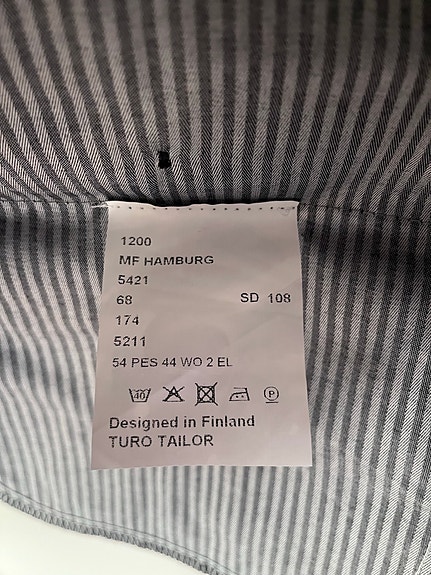 1200
MF HAMBURG
5421
68 SD 108
174
5211
54 PES 44 WO 2 EL
40 P
Designed in Finland
TURO TAILOR